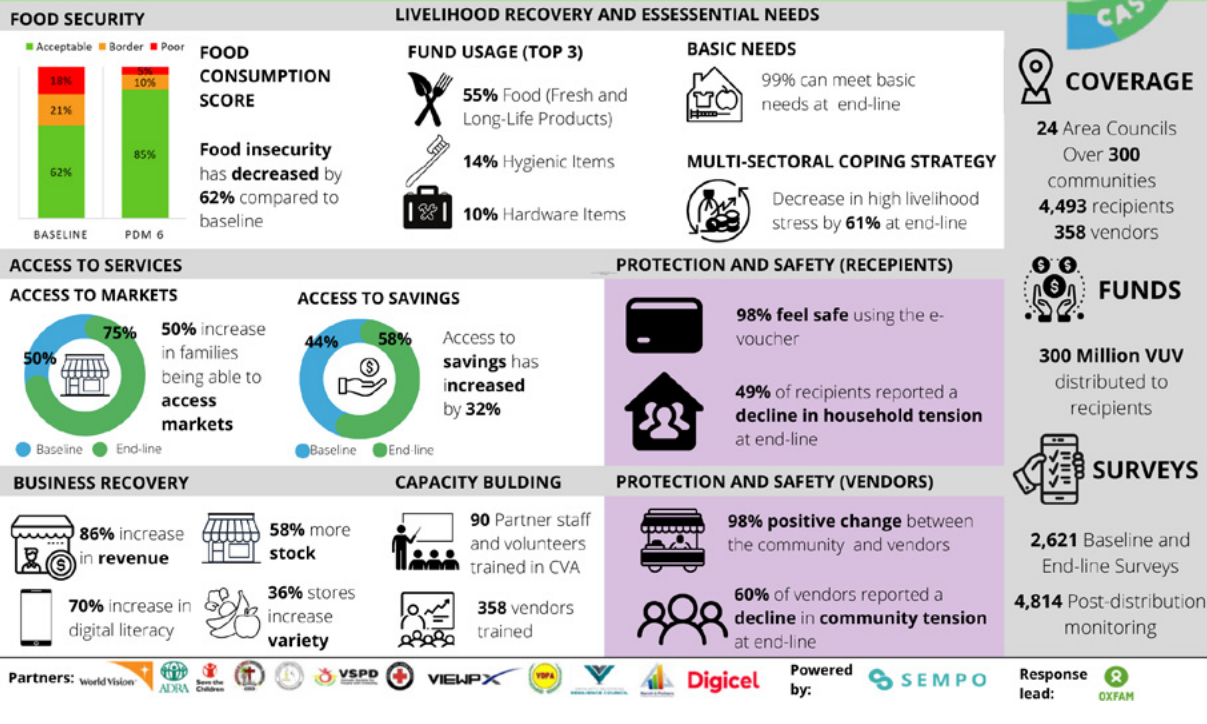 FOOD SECURITY
Acceptable Border Poor
18%
21%
62%
5%
10%
85%
BASELINE PDM 6
FOOD
CONSUMPTION
SCORE
Food insecurity
has decreased by
62% compared to
baseline
LIVELIHOOD RECOVERY AND ESSESSENTIAL NEEDS
FUND USAGE (TOP 3)
55% Food (Fresh and
Long-Life Products)
14% Hygienic Items
10% Hardware Items
BASIC NEEDS
99% can meet basic
needs at end-line
MULTI-SECTORAL COPING STRATEGY
Decrease in high livelihood
stress by 61% at end-line
ACCESS TO SERVICES
ACCESS TO MARKETS
50%
75%
Baseline End-line
50% increase
in families
being able to
access
markets
ACCESS TO SAVINGS
44%
58%
Baseline End-line
Access to
savings has
increased
by 32%
PROTECTION AND SAFETY (RECEPIENTS)
98% feel safe using the e-
voucher
49% of recipients reported a
decline in household tension
at end-line
BUSINESS RECOVERY
86% increase
in revenue
58% more
stock
70% increase in
digital literacy
36% stores
increase
variety
CAPACITY BULDING
90 Partner staff
and volunteers
trained in CVA
358 vendors
trained
PROTECTION AND SAFETY (VENDORS)
98% positive change between
the community and vendors
60% of vendors reported a
decline in community tension
at end-line
CAS
COVERAGE
24 Area Councils
Over 300
communities
4,493 recipients
358 vendors
FUNDS
300 Million VUV
distributed to
recipients
SURVEYS
2,621 Baseline and
End-line Surveys
4,814 Post-distribution
monitoring
Partners: World Vision
ADRA
Save the
Children
VSPD
VIEWPX
VDPA
Digicel
Powered
by:
SEMPO
Response
lead:
OXFAM